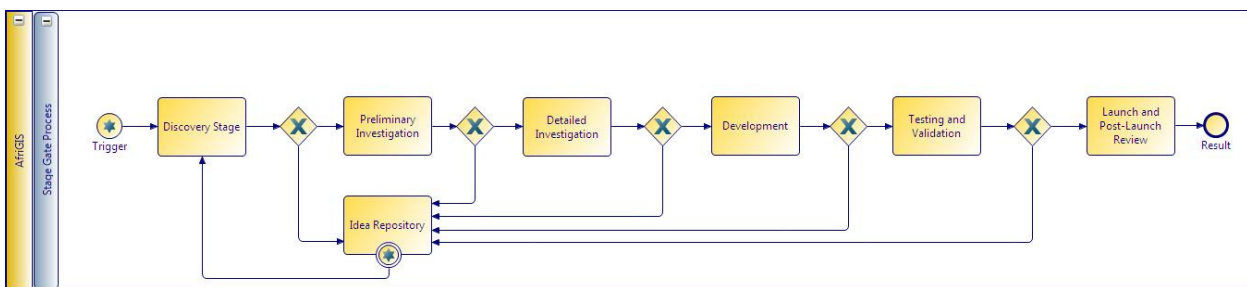 AfriGIS
Stage Gate Process
Trigger
Discovery Stage
Preliminary
Investigation
Detailed
Investigation
Development
Testing and
Validation
Launch and
Post-Launch
Review
Result
Idea Repository